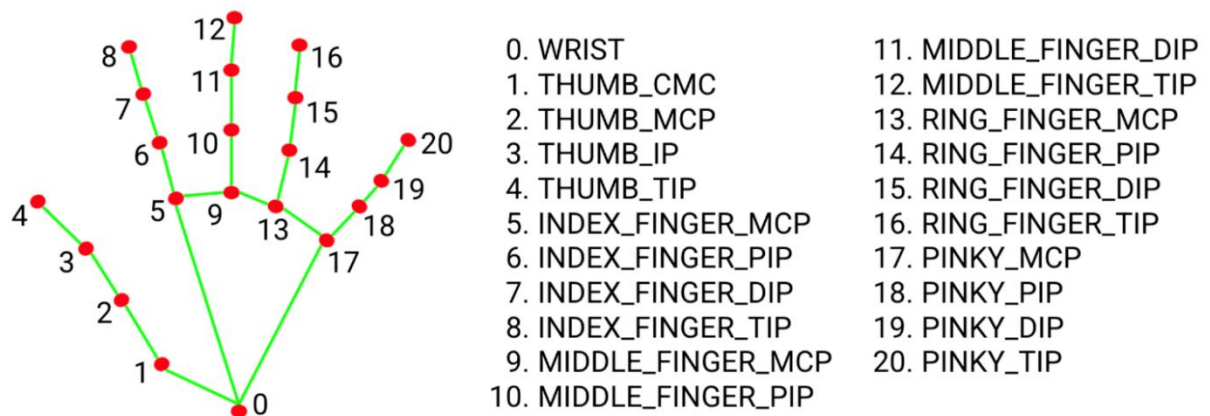 12
8
16
11
7
15
6
10
20
14
19
4
5
9
18
13
3
17
2
1
0
0. WRIST
1. THUMB_CMC
2. THUMB_MCP
3. THUMB_IP
4. THUMB_TIP
5. INDEX_FINGER_MCP
6. INDEX_FINGER_PIP
7. INDEX_FINGER_DIP
8. INDEX_FINGER_TIP
9. MIDDLE_FINGER_MCP
10. MIDDLE_FINGER_PIP
11. MIDDLE_FINGER_DIP
12. MIDDLE_FINGER_TIP
13. RING_FINGER_MCP
14. RING_FINGER_PIP
15. RING_FINGER_DIP
16. RING_FINGER_TIP
17. PINKY_MCP
18. PINKY_PIP
19. PINKY_DIP
20. PINKY_TIP